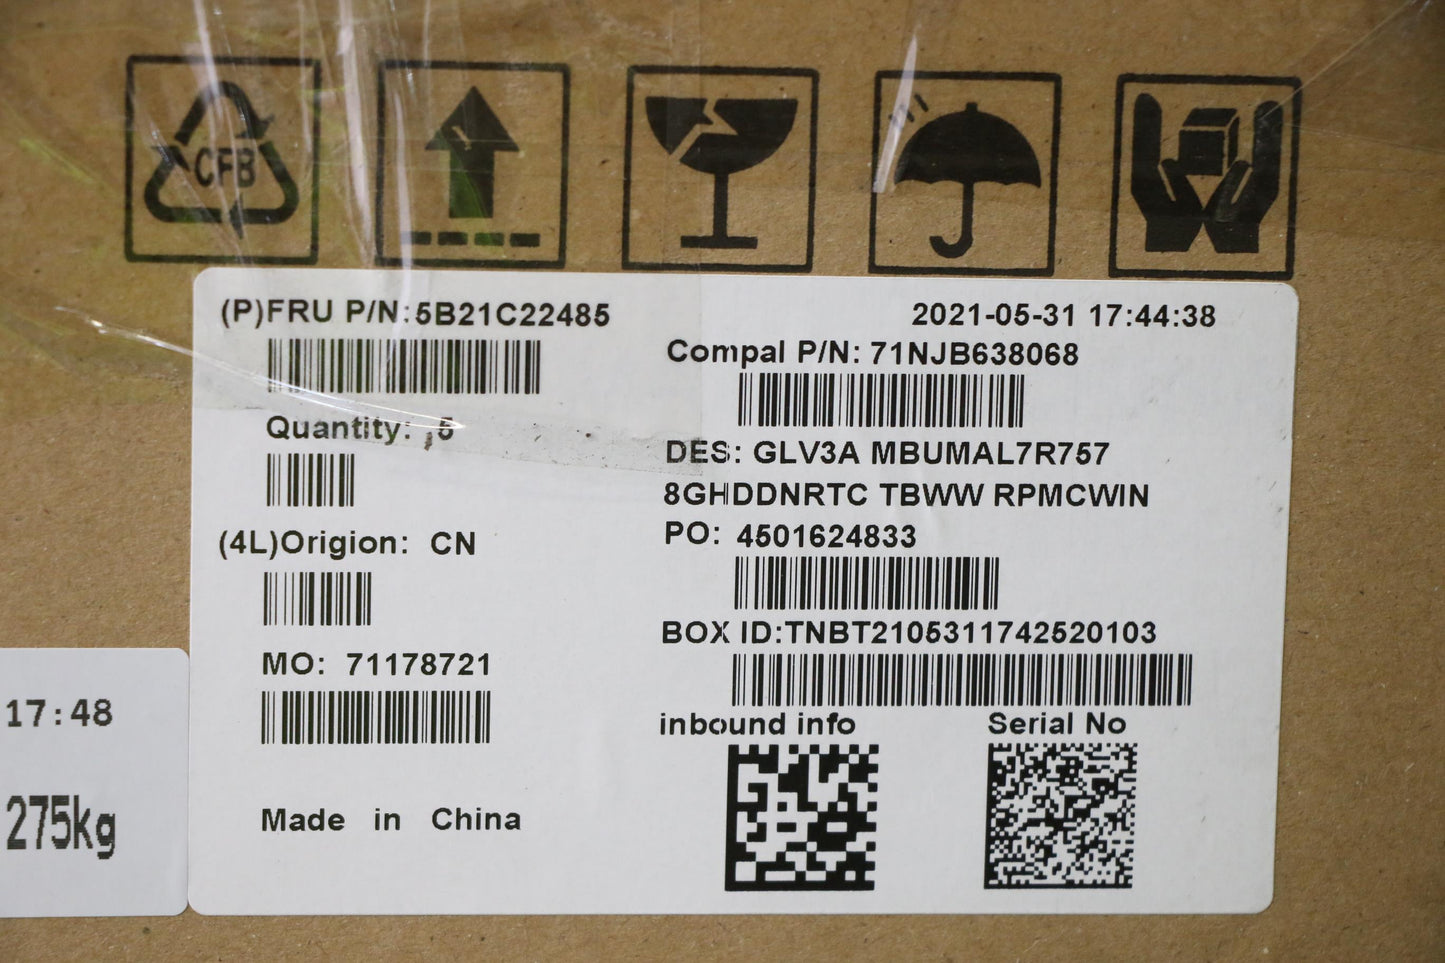 CFB
(P)FRU P/N:5B21C22485
2021-05-31 17:44:38
Compal P/N: 71NJB638068
Quantity: 5
DES: GLV3A MBUMAL7R757
8GHDDNRTC TBWW RPMCWIN
(4L)Origion: CN
PO: 4501624833
BOX ID:TNBT2105311742520103
MO: 71178721
inbound info
Serial No
Made in China
17:48
275kg